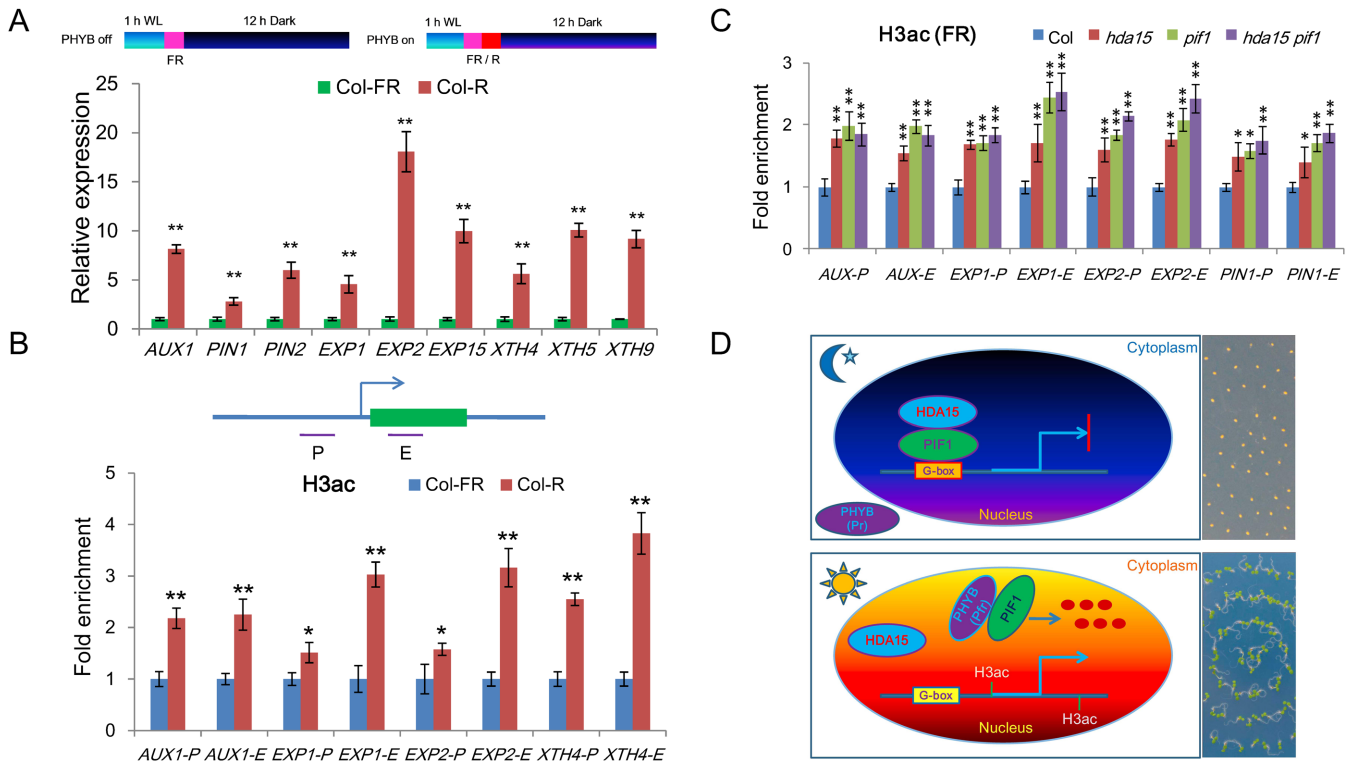 A
1 h WL 12 h Dark
PHYB off
FR
1 h WL 12 h Dark
PHYB on
FR / R
Col-FR Col-R
Relative expression
25
20
15
10
5
0
** ** ** ** ** ** ** ** **
AUX1 PIN1 PIN2 EXP1 EXP2 EXP15 XTH4 XTH5 XTH9
B
P E
H3ac
Col-FR Col-R
Fold enrichment
5
4
3
2
1
0
** ** * ** * ** ** **
AUX1-P AUX1-E EXP1-P EXP1-E EXP2-P EXP2-E XTH4-P XTH4-E
C
H3ac (FR)
Col hda15 pif1 hda15 pif1
Fold enrichment
3
2
1
0
** ** ** ** ** ** ** ** ** ** ** ** ** ** ** ** ** ** * * ** * ** **
AUX-P AUX-E EXP1-P EXP1-E EXP2-P EXP2-E PIN1-P PIN1-E
D
Cytoplasm
HDA15
PIF1
G-box
Nucleus
PHYB
(Pr)
Cytoplasm
PHYB
(Pfr)
PIF1
HDA15
H3ac
G-box
H3ac
Nucleus